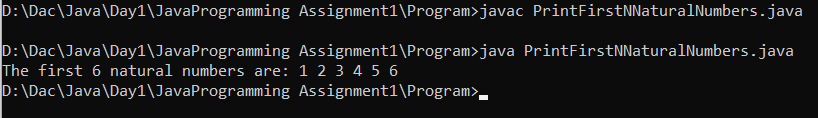 D:\Dac\Java\Day1\JavaProgramming Assignment1\Program>javac PrintFirstNNaturalNumbers.java
D:\Dac\Java\Day1\JavaProgramming Assignment1\Program>java PrintFirstNNaturalNumbers.java
The first 6 natural numbers are: 1 2 3 4 5 6
D:\Dac\Java\Day1\JavaProgramming Assignment1\Program>